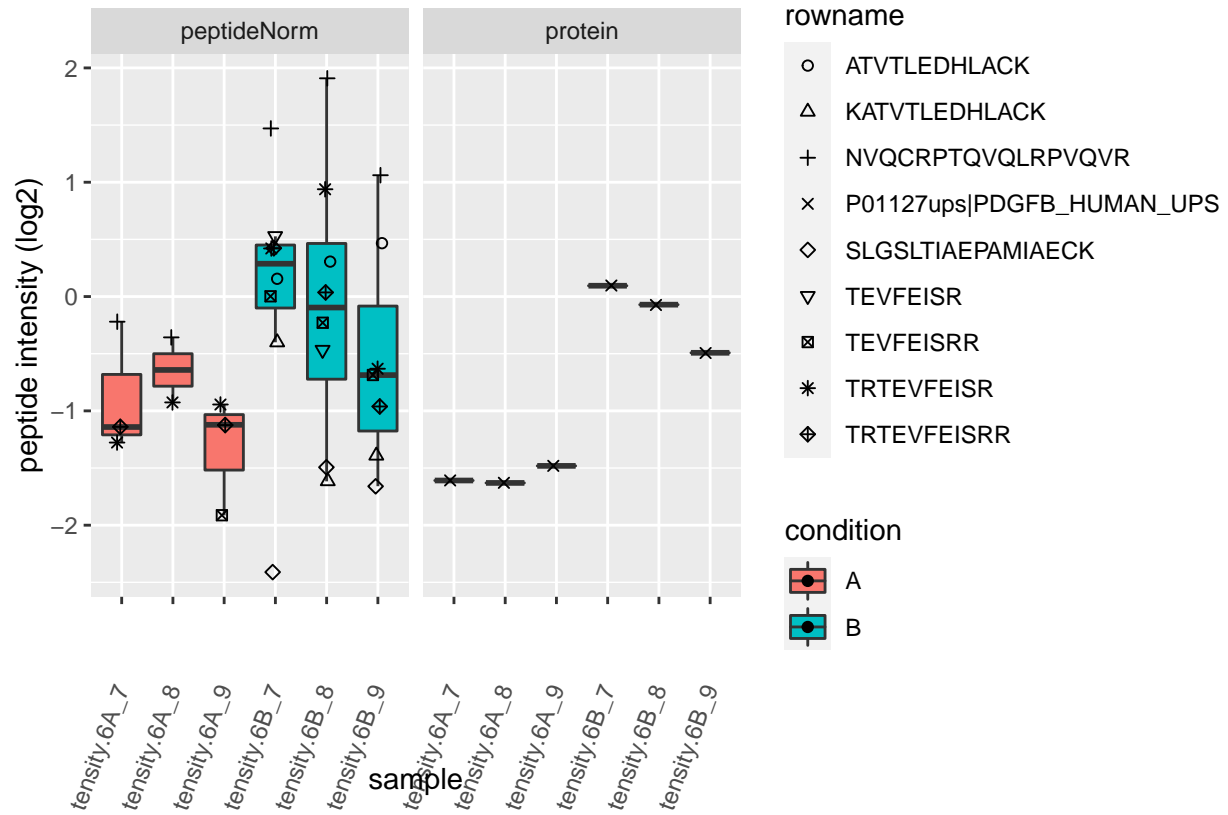 peptideNorm
protein
peptide intensity (log2)
2
1
0
−1
−2
tensity.6A_7
tensity.6A_8
tensity.6A_9
tensity.6B_7
tensity.6B_8
tensity.6B_9
tensity.6A_7
tensity.6A_8
tensity.6A_9
tensity.6B_7
tensity.6B_8
tensity.6B_9
sample
rowname
ATVTLEDHLACK
KATVTLEDHLACK
NVQCRPTQVQLRPVQVR
P01127ups|PDGFB_HUMAN_UPS
SLGSLTIAEPAMIAECK
TEVFEISR
TEVFEISRR
TRTEVFEISR
TRTEVFEISRR
condition
A
B